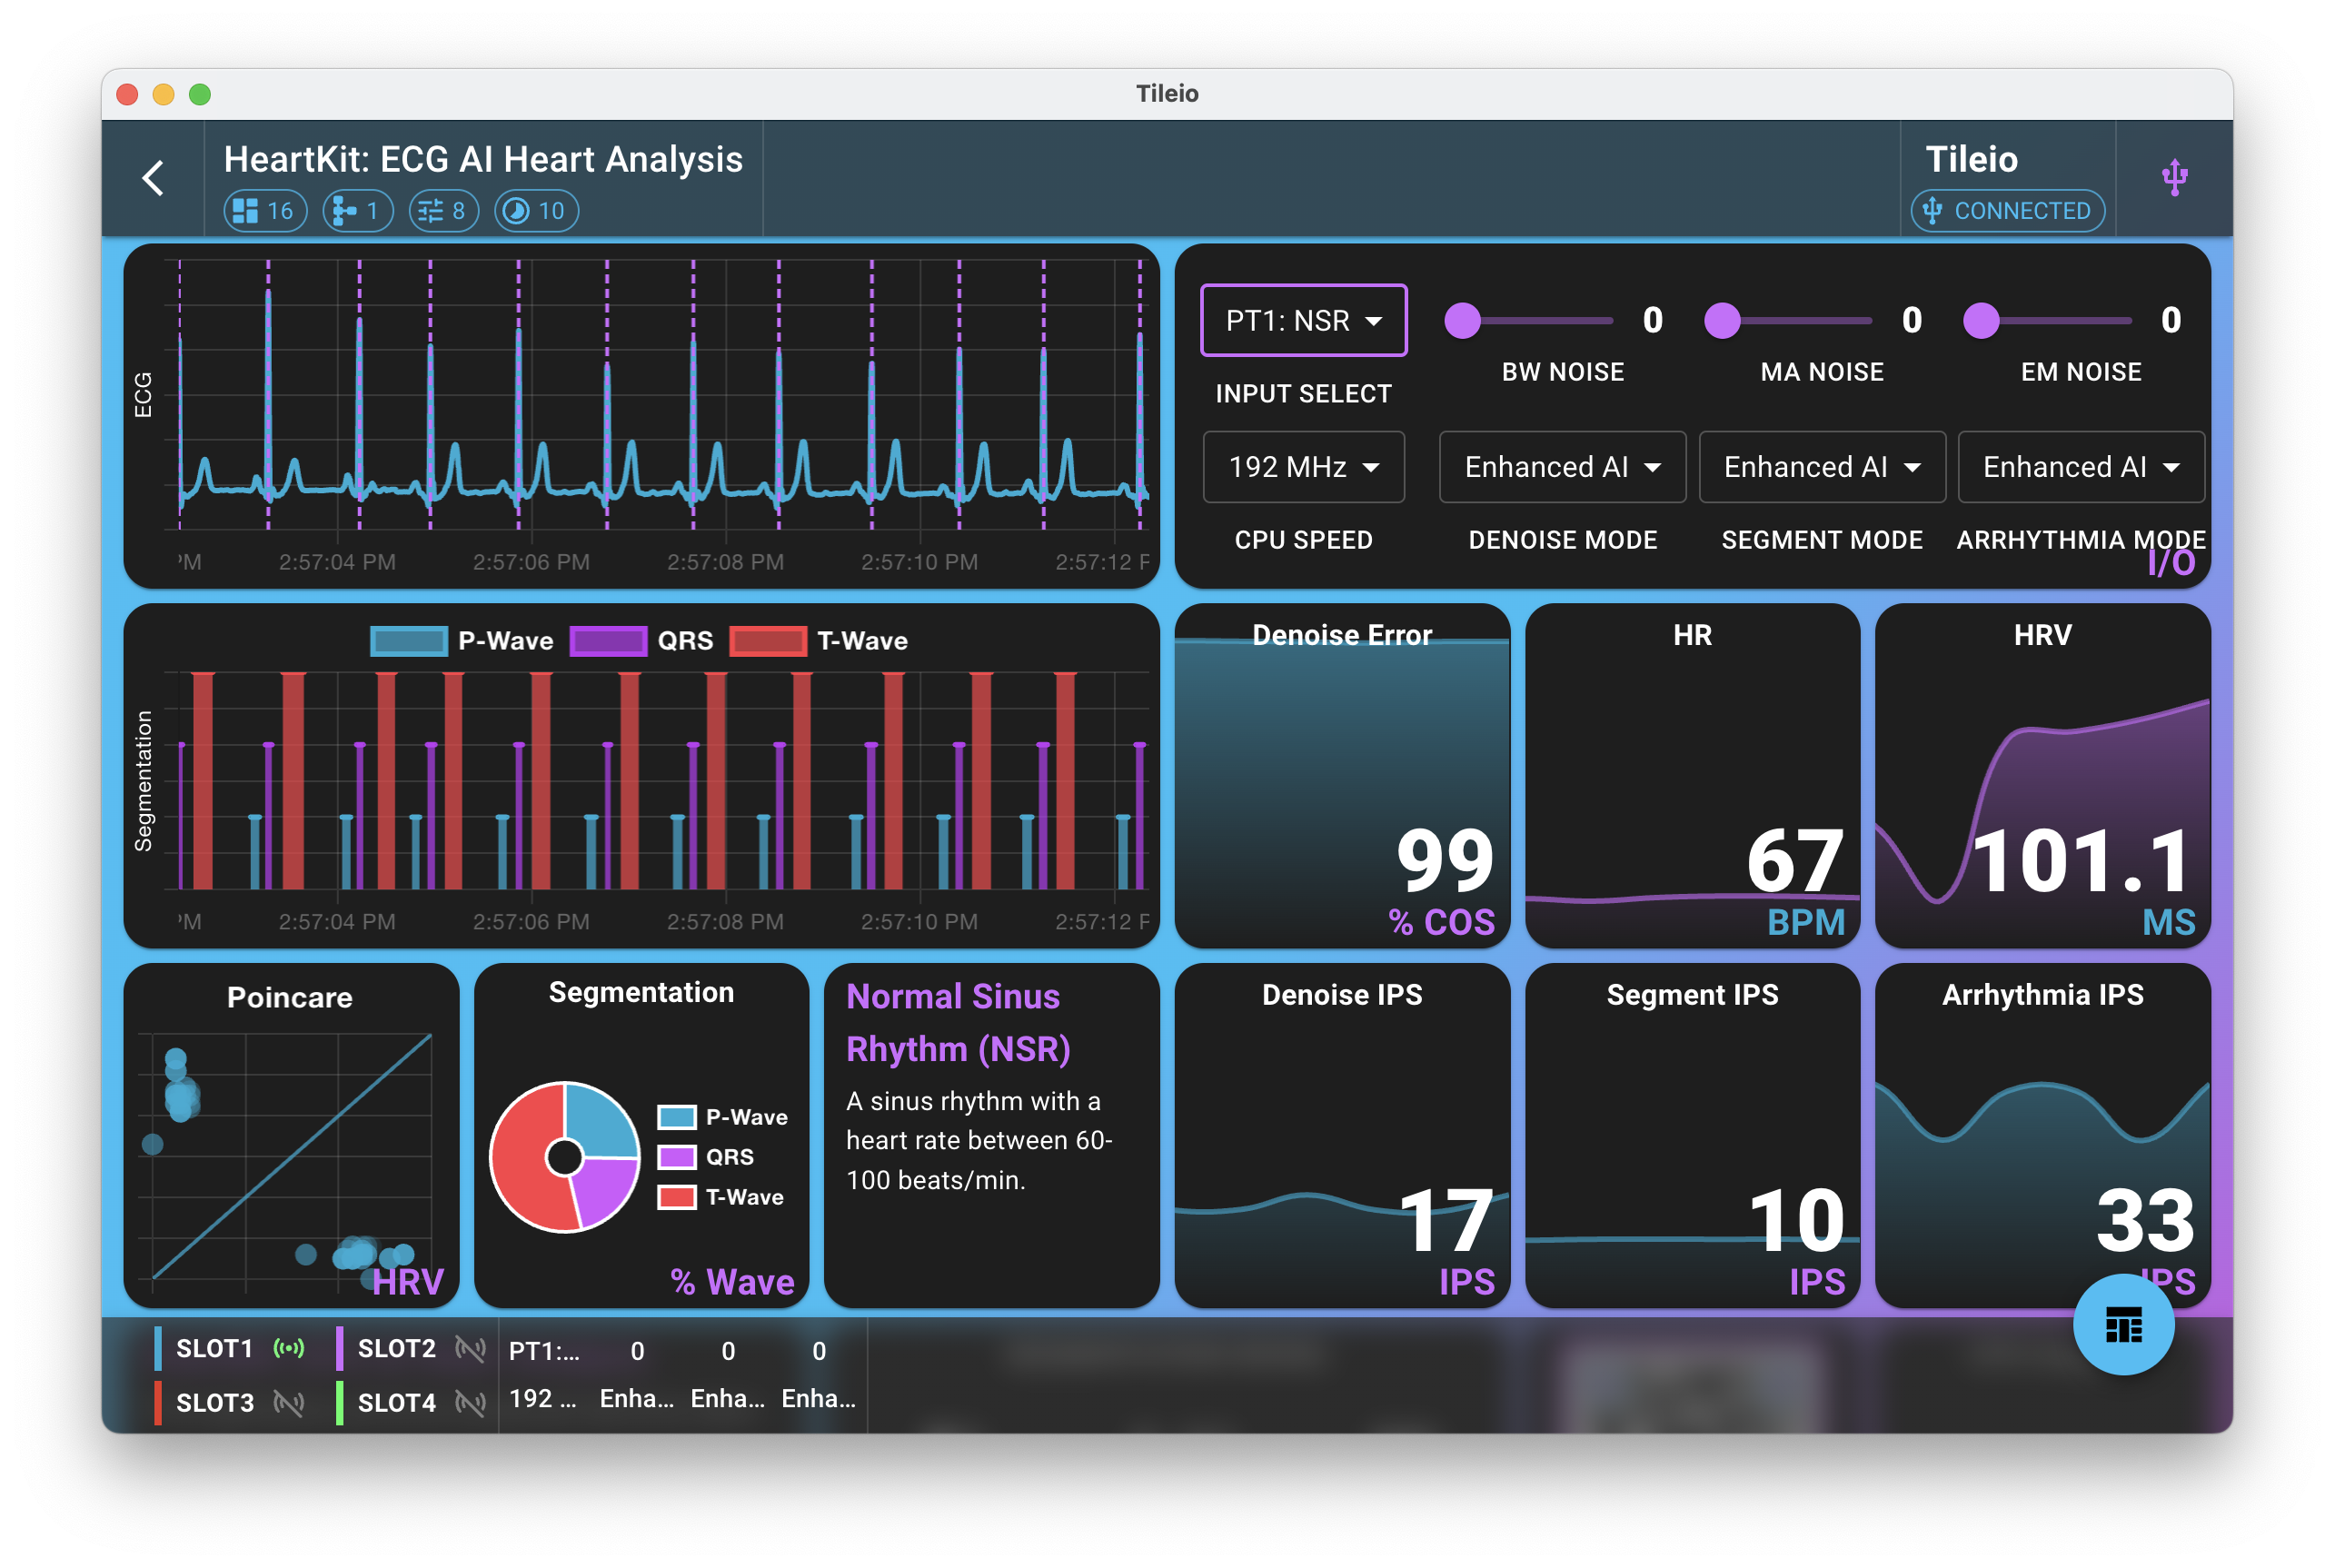 Tileio
HeartKit: ECG AI Heart Analysis
16 1 8 10
Tileio
CONNECTED
ECG
PM 2:57:04 PM 2:57:06 PM 2:57:08 PM 2:57:10 PM 2:57:12 P
PT1: NSR
INPUT SELECT
0
BW NOISE
0
MA NOISE
0
EM NOISE
192 MHz
CPU SPEED
Enhanced AI
DENOISE MODE
Enhanced AI
SEGMENT MODE
Enhanced AI
ARRHYTHMIA MODE
I/O
P-Wave QRS T-Wave
Segmentation
PM 2:57:04 PM 2:57:06 PM 2:57:08 PM 2:57:10 PM 2:57:12 P
Denoise Error
99
% COS
HR
67
BPM
HRV
101.1
MS
Poincare
HRV
Segmentation
P-Wave
QRS
T-Wave
% Wave
Normal Sinus
Rhythm (NSR)
A sinus rhythm with a
heart rate between 60-
100 beats/min.
Denoise IPS
17
IPS
Segment IPS
10
IPS
Arrhythmia IPS
33
IPS
SLOT1 SLOT2
SLOT3 SLOT4
PT1:... 0 0 0
192 ... Enha... Enha... Enha...